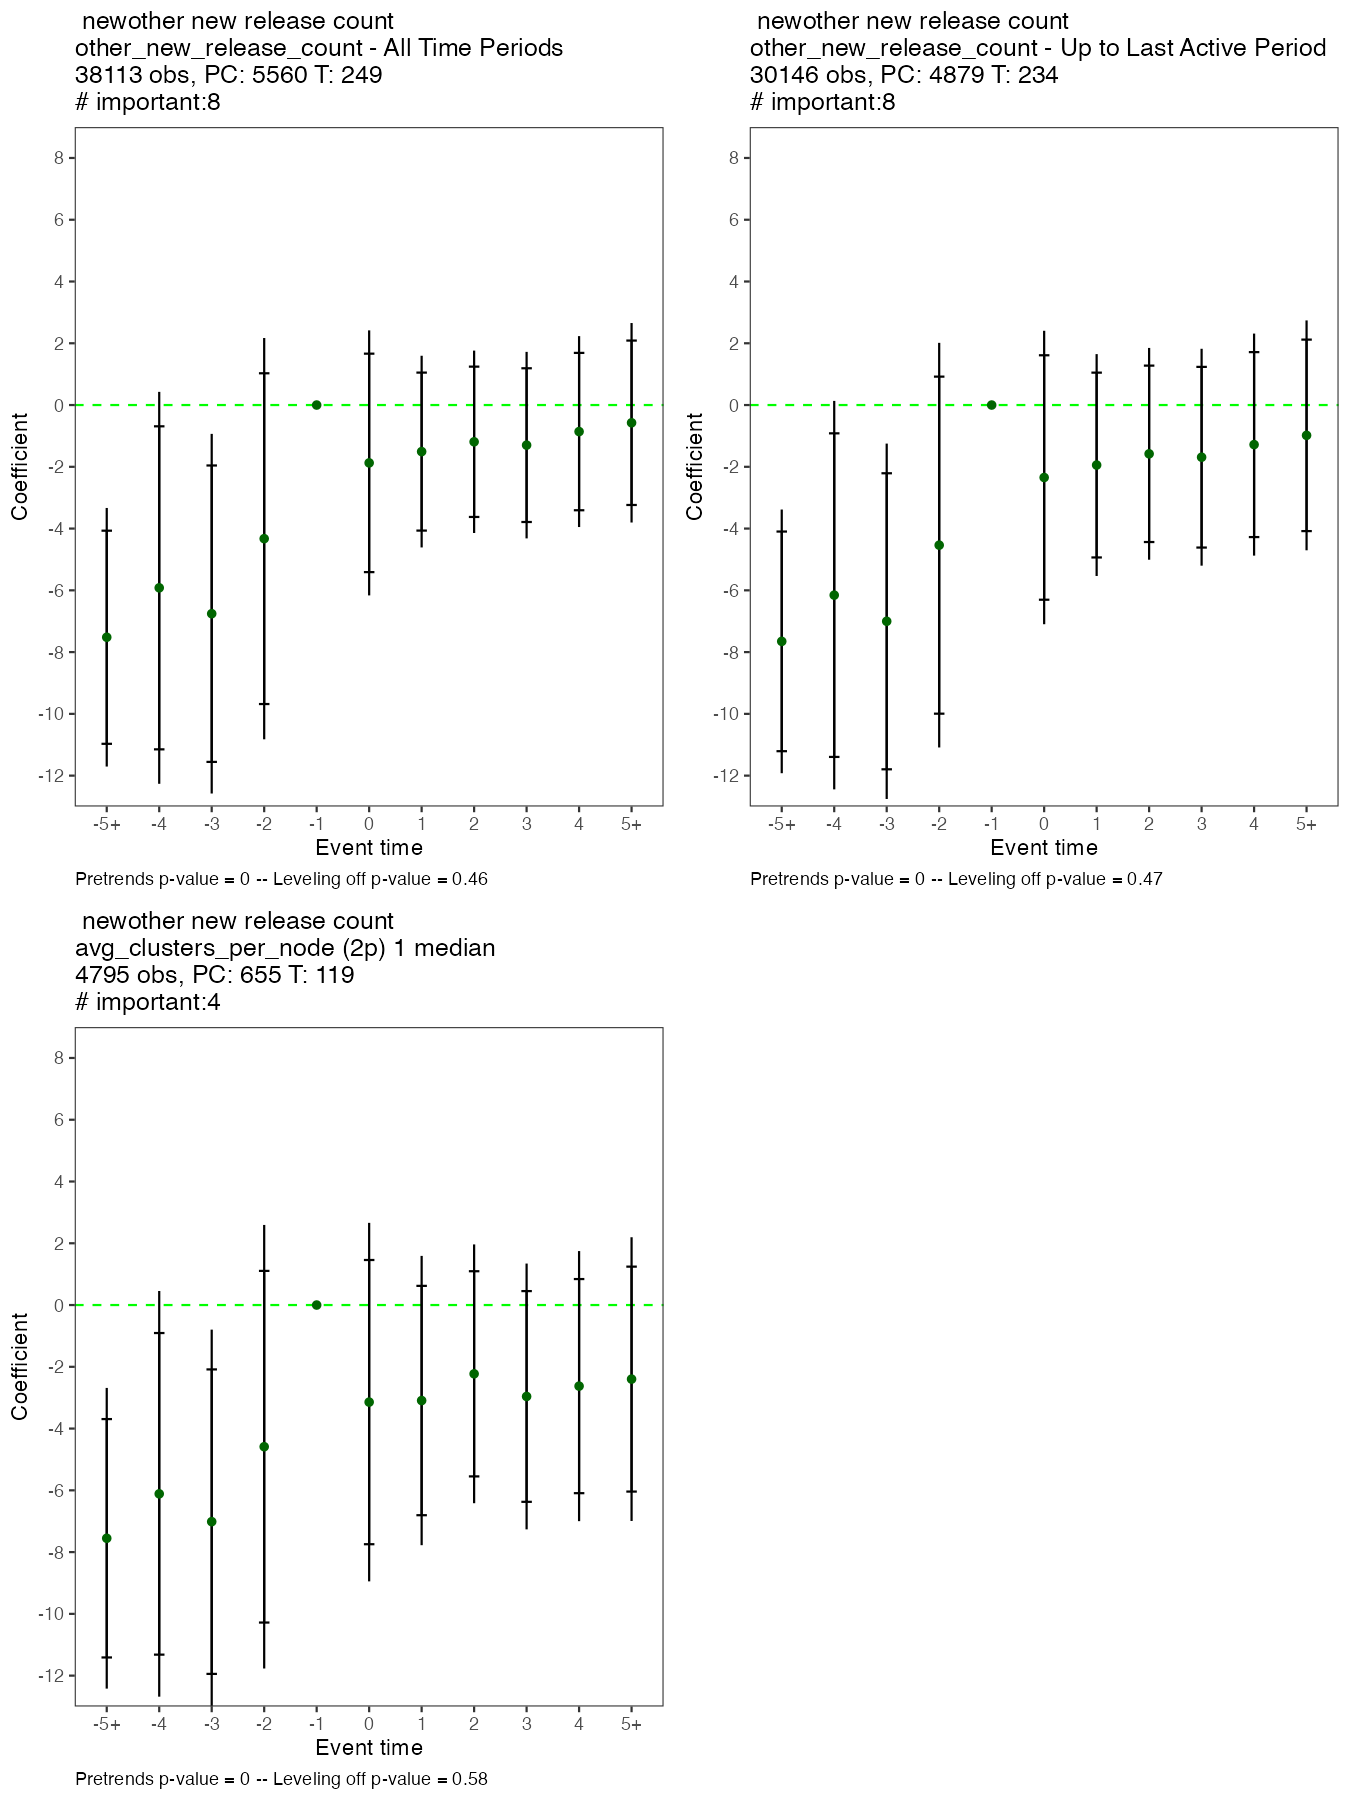 newother new release count
other_new_release_count - All Time Periods
38113 obs, PC: 5560 T: 249
# important:8
8
6
4
2
0
-2
-4
-6
-8
-10
-12
Coefficient
-5+ -4 -3 -2 -1 0 1 2 3 4 5+
Event time
Pretrends p-value = 0 -- Leveling off p-value = 0.46
newother new release count
other_new_release_count - Up to Last Active Period
30146 obs, PC: 4879 T: 234
# important:8
8
6
4
2
0
-2
-4
-6
-8
-10
-12
Coefficient
-5+ -4 -3 -2 -1 0 1 2 3 4 5+
Event time
Pretrends p-value = 0 -- Leveling off p-value = 0.47
newother new release count
avg_clusters_per_node (2p) 1 median
4795 obs, PC: 655 T: 119
# important:4
8
6
4
2
0
-2
-4
-6
-8
-10
-12
Coefficient
-5+ -4 -3 -2 -1 0 1 2 3 4 5+
Event time
Pretrends p-value = 0 -- Leveling off p-value = 0.58